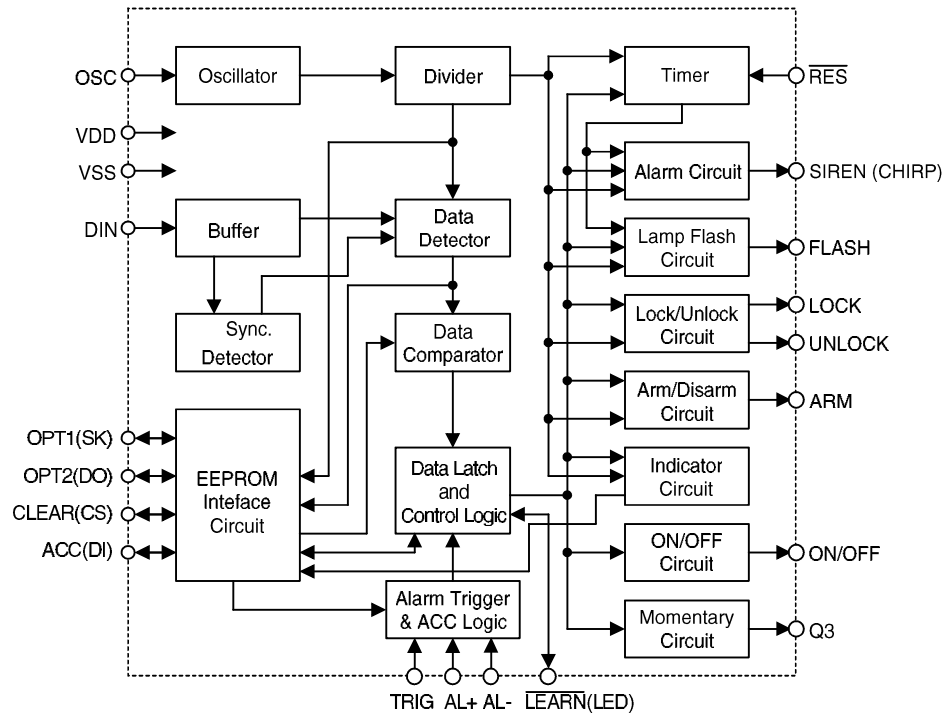 OSC
Oscillator
Divider
Timer
RES
VDD
VSS
Alarm Circuit
SIREN (CHIRP)
DIN
Buffer
Data
Detector
Lamp Flash
Circuit
FLASH
Sync.
Detector
Data
Comparator
Lock/Unlock
Circuit
LOCK
UNLOCK
Arm/Disarm
Circuit
ARM
OPT1(SK)
OPT2(DO)
CLEAR(CS)
ACC(DI)
EEPROM
Inteface
Circuit
Data Latch
and
Control Logic
Indicator
Circuit
ON/OFF
Circuit
ON/OFF
Alarm Trigger
& ACC Logic
Momentary
Circuit
Q3
TRIG AL+ AL- LEARN(LED)